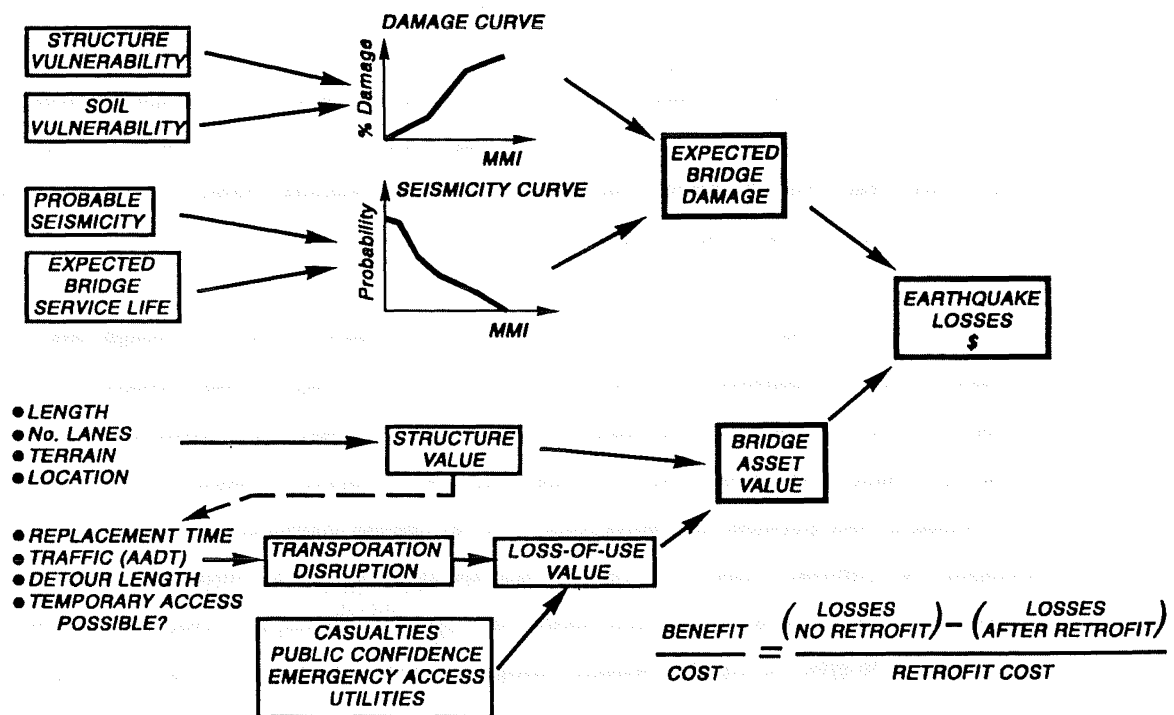 STRUCTURE
VULNERABILITY
SOIL
VULNERABILITY
DAMAGE CURVE
% Damage
MMI
PROBABLE
SEISMICITY
EXPECTED
BRIDGE
SERVICE LIFE
SEISMICITY CURVE
Probability
MMI
EXPECTED
BRIDGE
DAMAGE
EARTHQUAKE
LOSSES
$
● LENGTH
● No. LANES
● TERRAIN
● LOCATION
STRUCTURE
VALUE
BRIDGE
ASSET
VALUE
● REPLACEMENT TIME
● TRAFFIC (AADT)
● DETOUR LENGTH
● TEMPORARY ACCESS
POSSIBLE?
TRANSPORATION
DISRUPTION
LOSS-OF-USE
VALUE
CASUALTIES
PUBLIC CONFIDENCE
EMERGENCY ACCESS
UTILITIES
BENEFIT
COST
=
(LOSSES
NO RETROFIT) – (LOSSES
AFTER RETROFIT)
RETROFIT COST